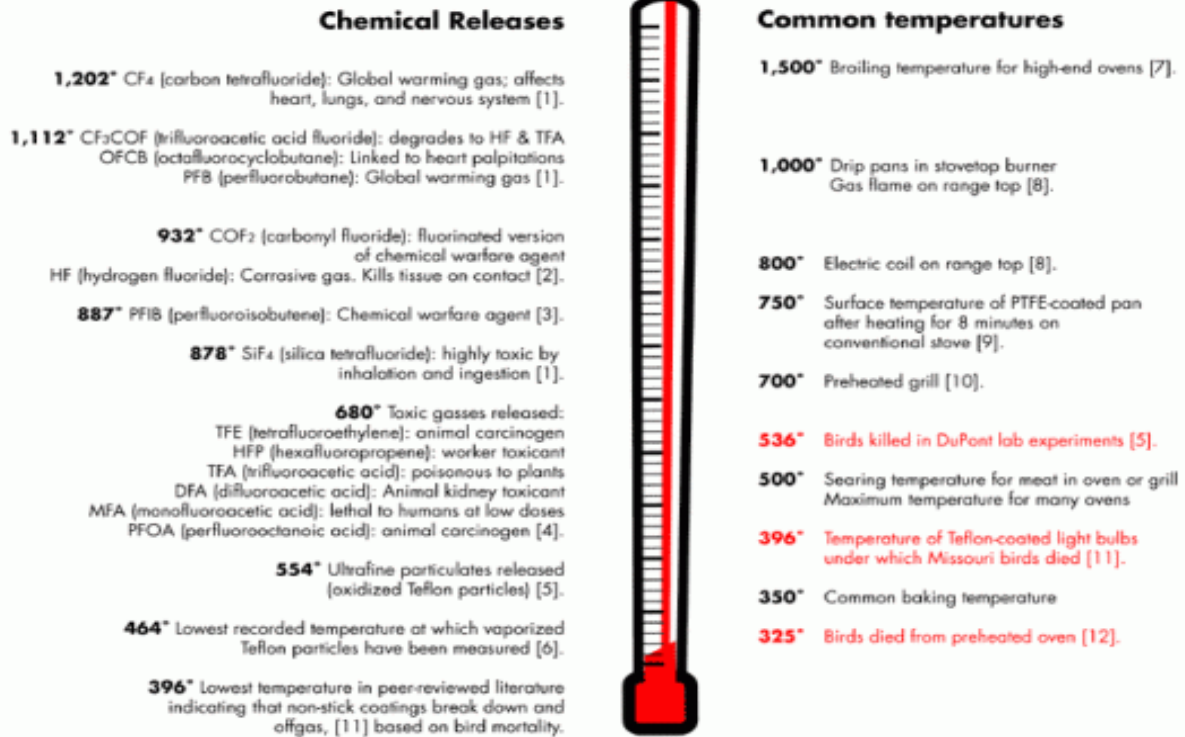 Chemical Releases
1,202° CF₄ (carbon tetrafluoride): Global warming gas; affects
heart, lungs, and nervous system [1].
1,112° CF₃COF (trifluoroacetic acid fluoride): degrades to HF & TFA
OFCB (octafluorocyclobutane): Linked to heart palpitations
PFB (perfluorobutane): Global warming gas [1].
932° COF₂ (carbonyl fluoride): fluorinated version
of chemical warfare agent
HF (hydrogen fluoride): Corrosive gas. Kills tissue on contact [2].
887° PFIB (perfluoroisobutene): Chemical warfare agent [3].
878° SiF₄ (silica tetrafluoride): highly toxic by
inhalation and ingestion [1].
680° Toxic gasses released:
TFE (tetrafluoroethylene): animal carcinogen
HFP (hexafluoropropene): worker toxicant
TFA (trifluoroacetic acid): poisonous to plants
DFA (difluoroacetic acid): Animal kidney toxicant
MFA (monofluoroacetic acid): lethal to humans at low doses
PFOA (perfluorooctanoic acid): animal carcinogen [4].
554° Ultrafine particulates released
(oxidized Teflon particles) [5].
464° Lowest recorded temperature at which vaporized
Teflon particles have been measured [6].
396° Lowest temperature in peer-reviewed literature
indicating that non-stick coatings break down and
offgas, [11] based on bird mortality.
Common temperatures
1,500° Broiling temperature for high-end ovens [7].
1,000° Drip pans in stovetop burner
Gas flame on range top [8].
800° Electric coil on range top [8].
750° Surface temperature of PTFE-coated pan
after heating for 8 minutes on
conventional stove [9].
700° Preheated grill [10].
536° Birds killed in DuPont lab experiments [5].
500° Searing temperature for meat in oven or grill
Maximum temperature for many ovens
396° Temperature of Teflon-coated light bulbs
under which Missouri birds died [11].
350° Common baking temperature
325° Birds died from preheated oven [12].